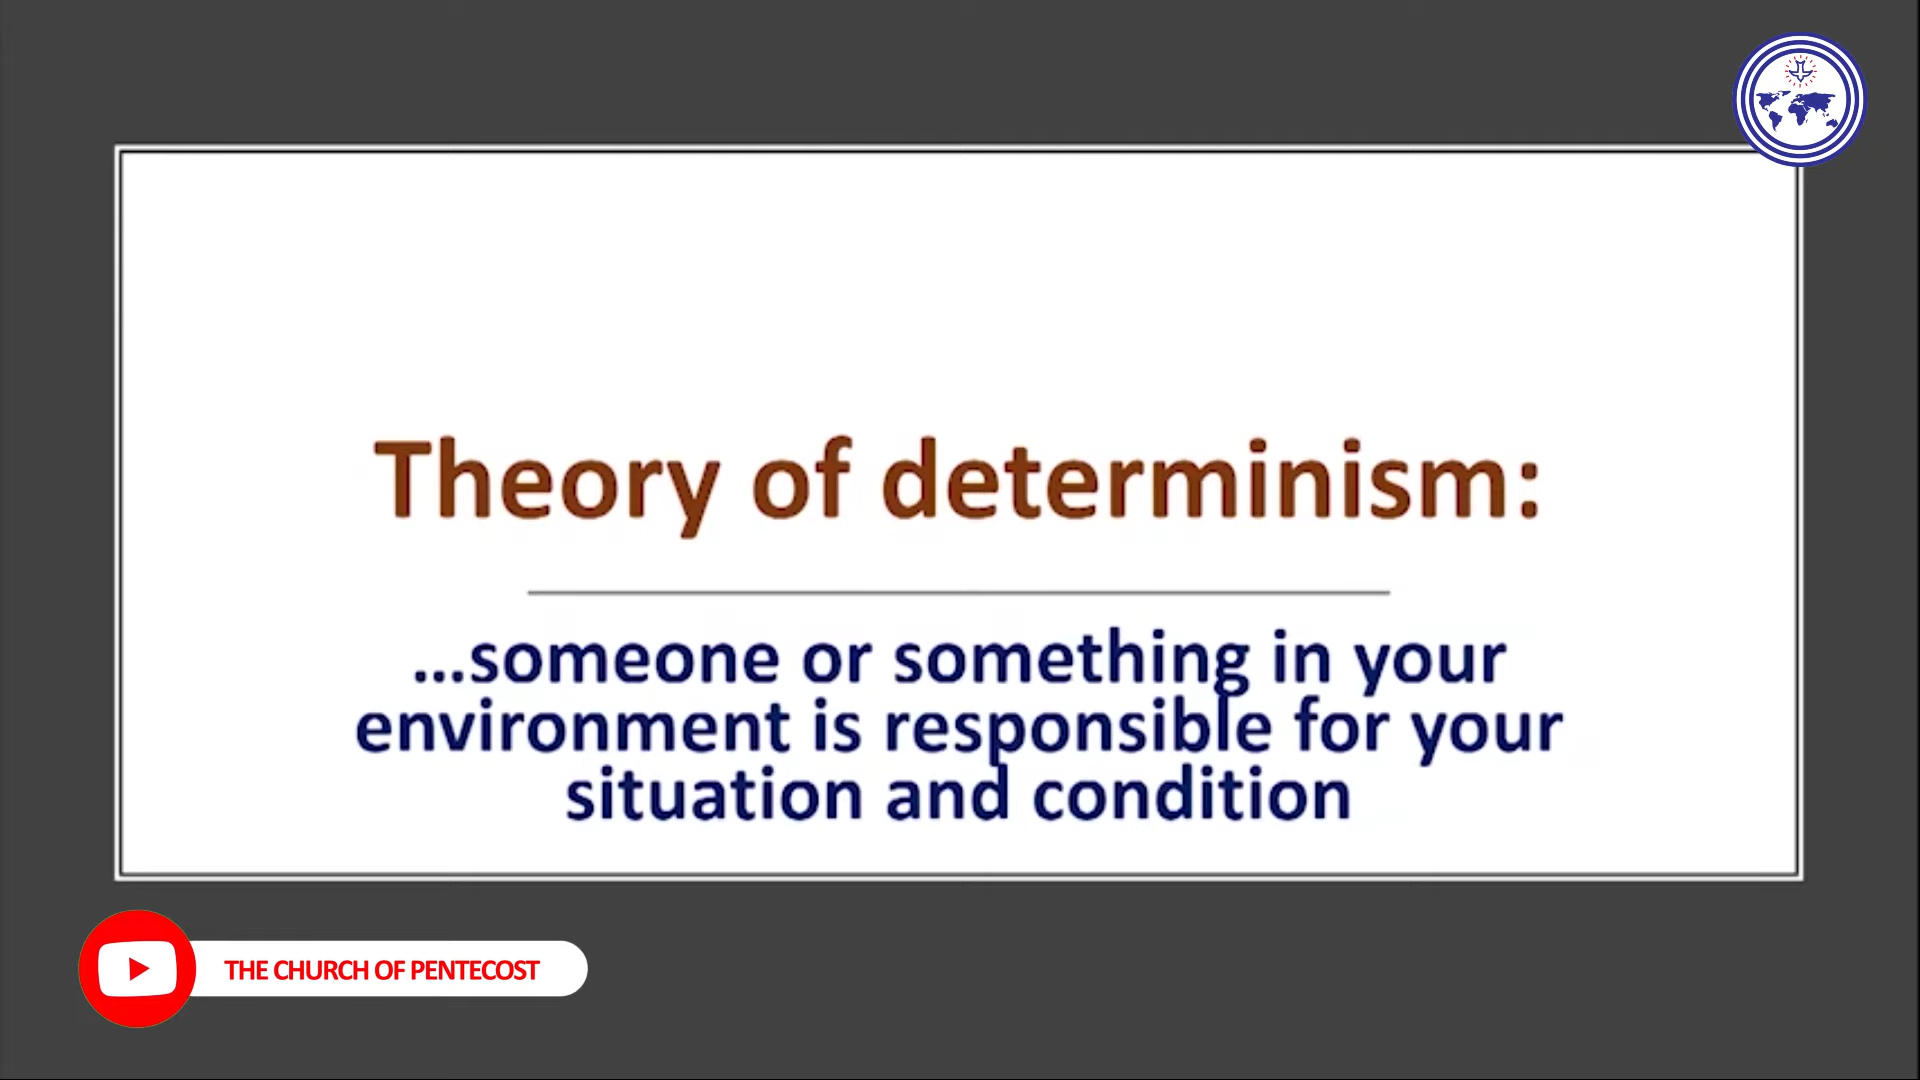 Theory of determinism:
...someone or something in your
environment is responsible for your
situation and condition
THE CHURCH OF PENTECOST